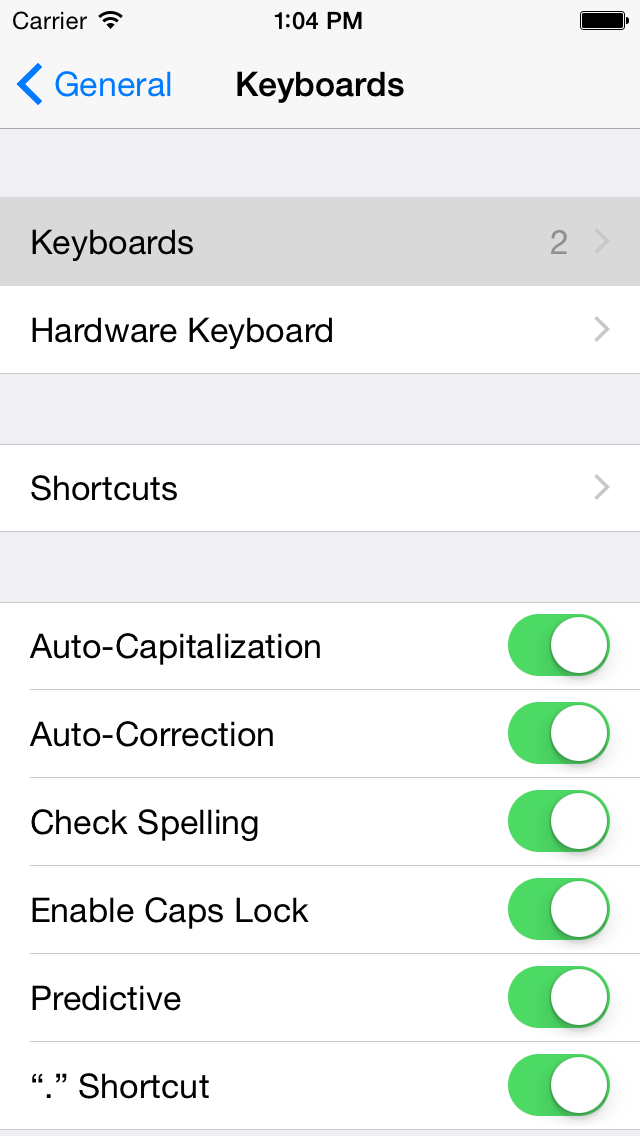 Carrier 1:04 PM
General Keyboards
Keyboards 2
Hardware Keyboard
Shortcuts
Auto-Capitalization
Auto-Correction
Check Spelling
Enable Caps Lock
Predictive
“.” Shortcut